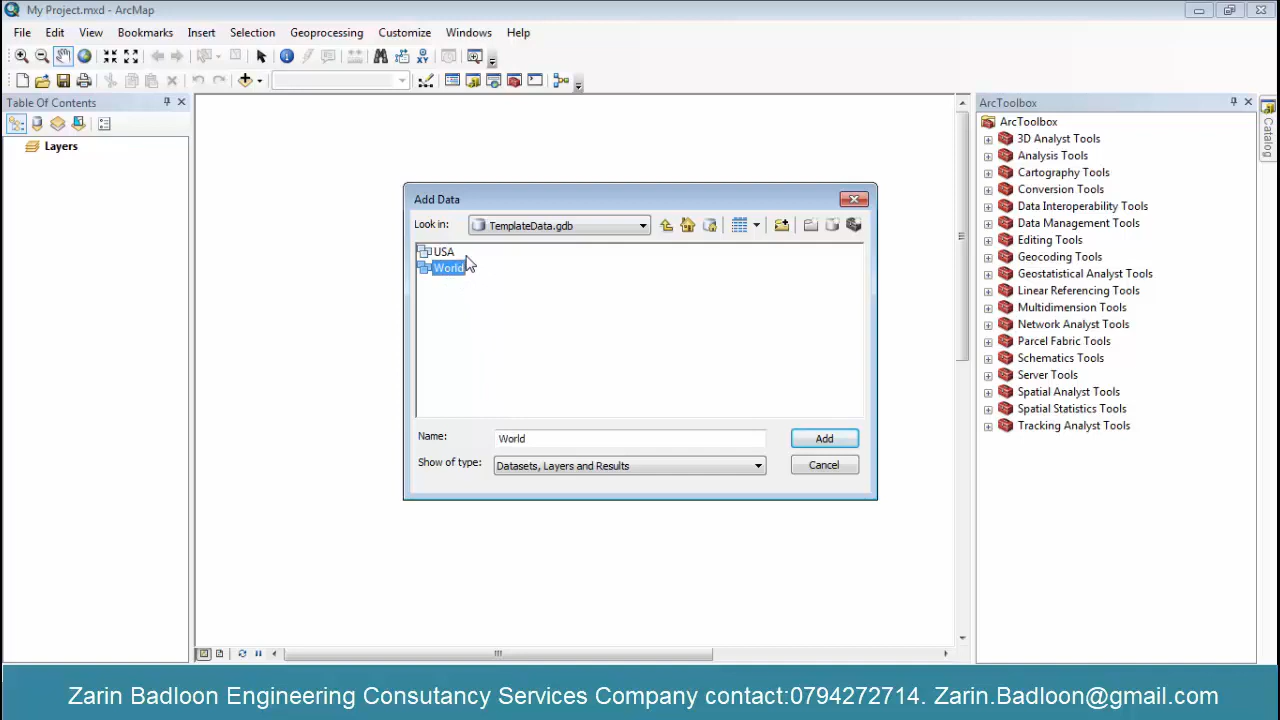 My Project.mxd - ArcMap
File Edit View Bookmarks Insert Selection Geoprocessing Customize Windows Help
Table Of Contents
Layers
Add Data
Look in: TemplateData.gdb
USA
World
Name: World Add
Show of type: Datasets, Layers and Results Cancel
ArcToolbox
ArcToolbox
3D Analyst Tools
Analysis Tools
Cartography Tools
Conversion Tools
Data Interoperability Tools
Data Management Tools
Editing Tools
Geocoding Tools
Geostatistical Analyst Tools
Linear Referencing Tools
Multidimension Tools
Network Analyst Tools
Parcel Fabric Tools
Schematics Tools
Server Tools
Spatial Analyst Tools
Spatial Statistics Tools
Tracking Analyst Tools
Catalog
Zarin Badloon Engineering Consutancy Services Company contact:0794272714. Zarin.Badloon@gmail.com